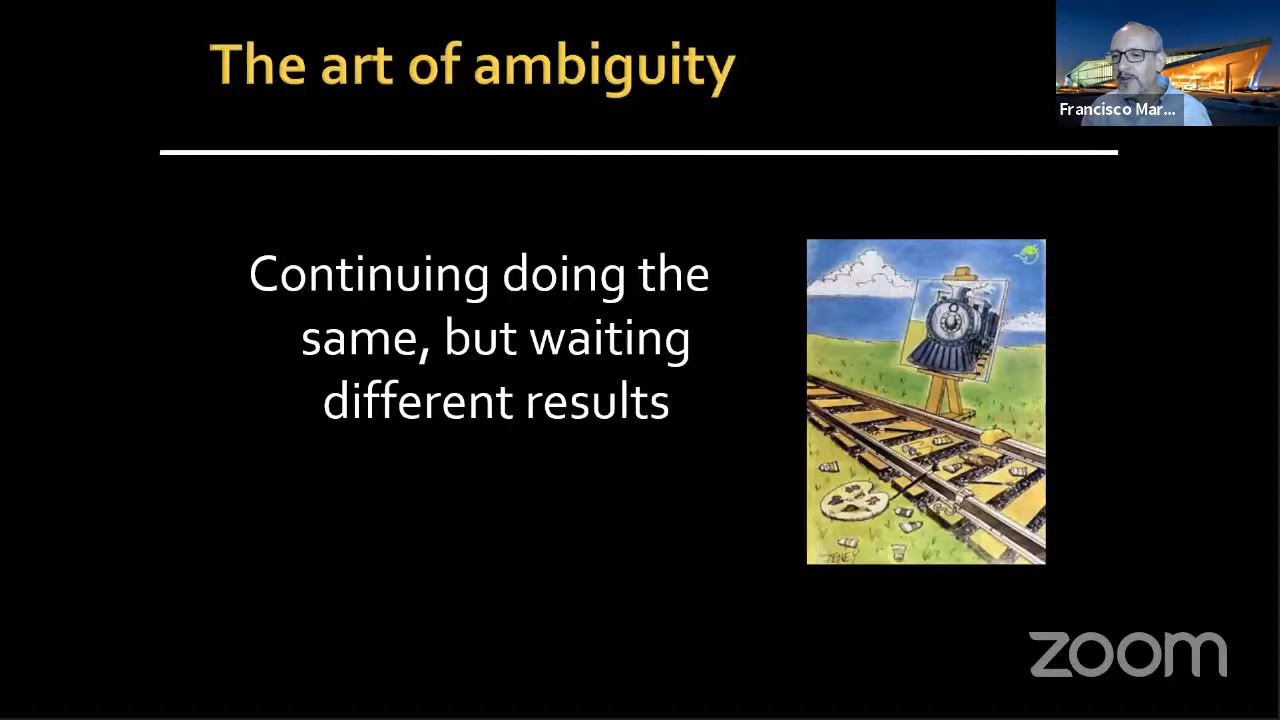 The art of ambiguity
Francisco Mar...
Continuing doing the
same, but waiting
different results
zoom